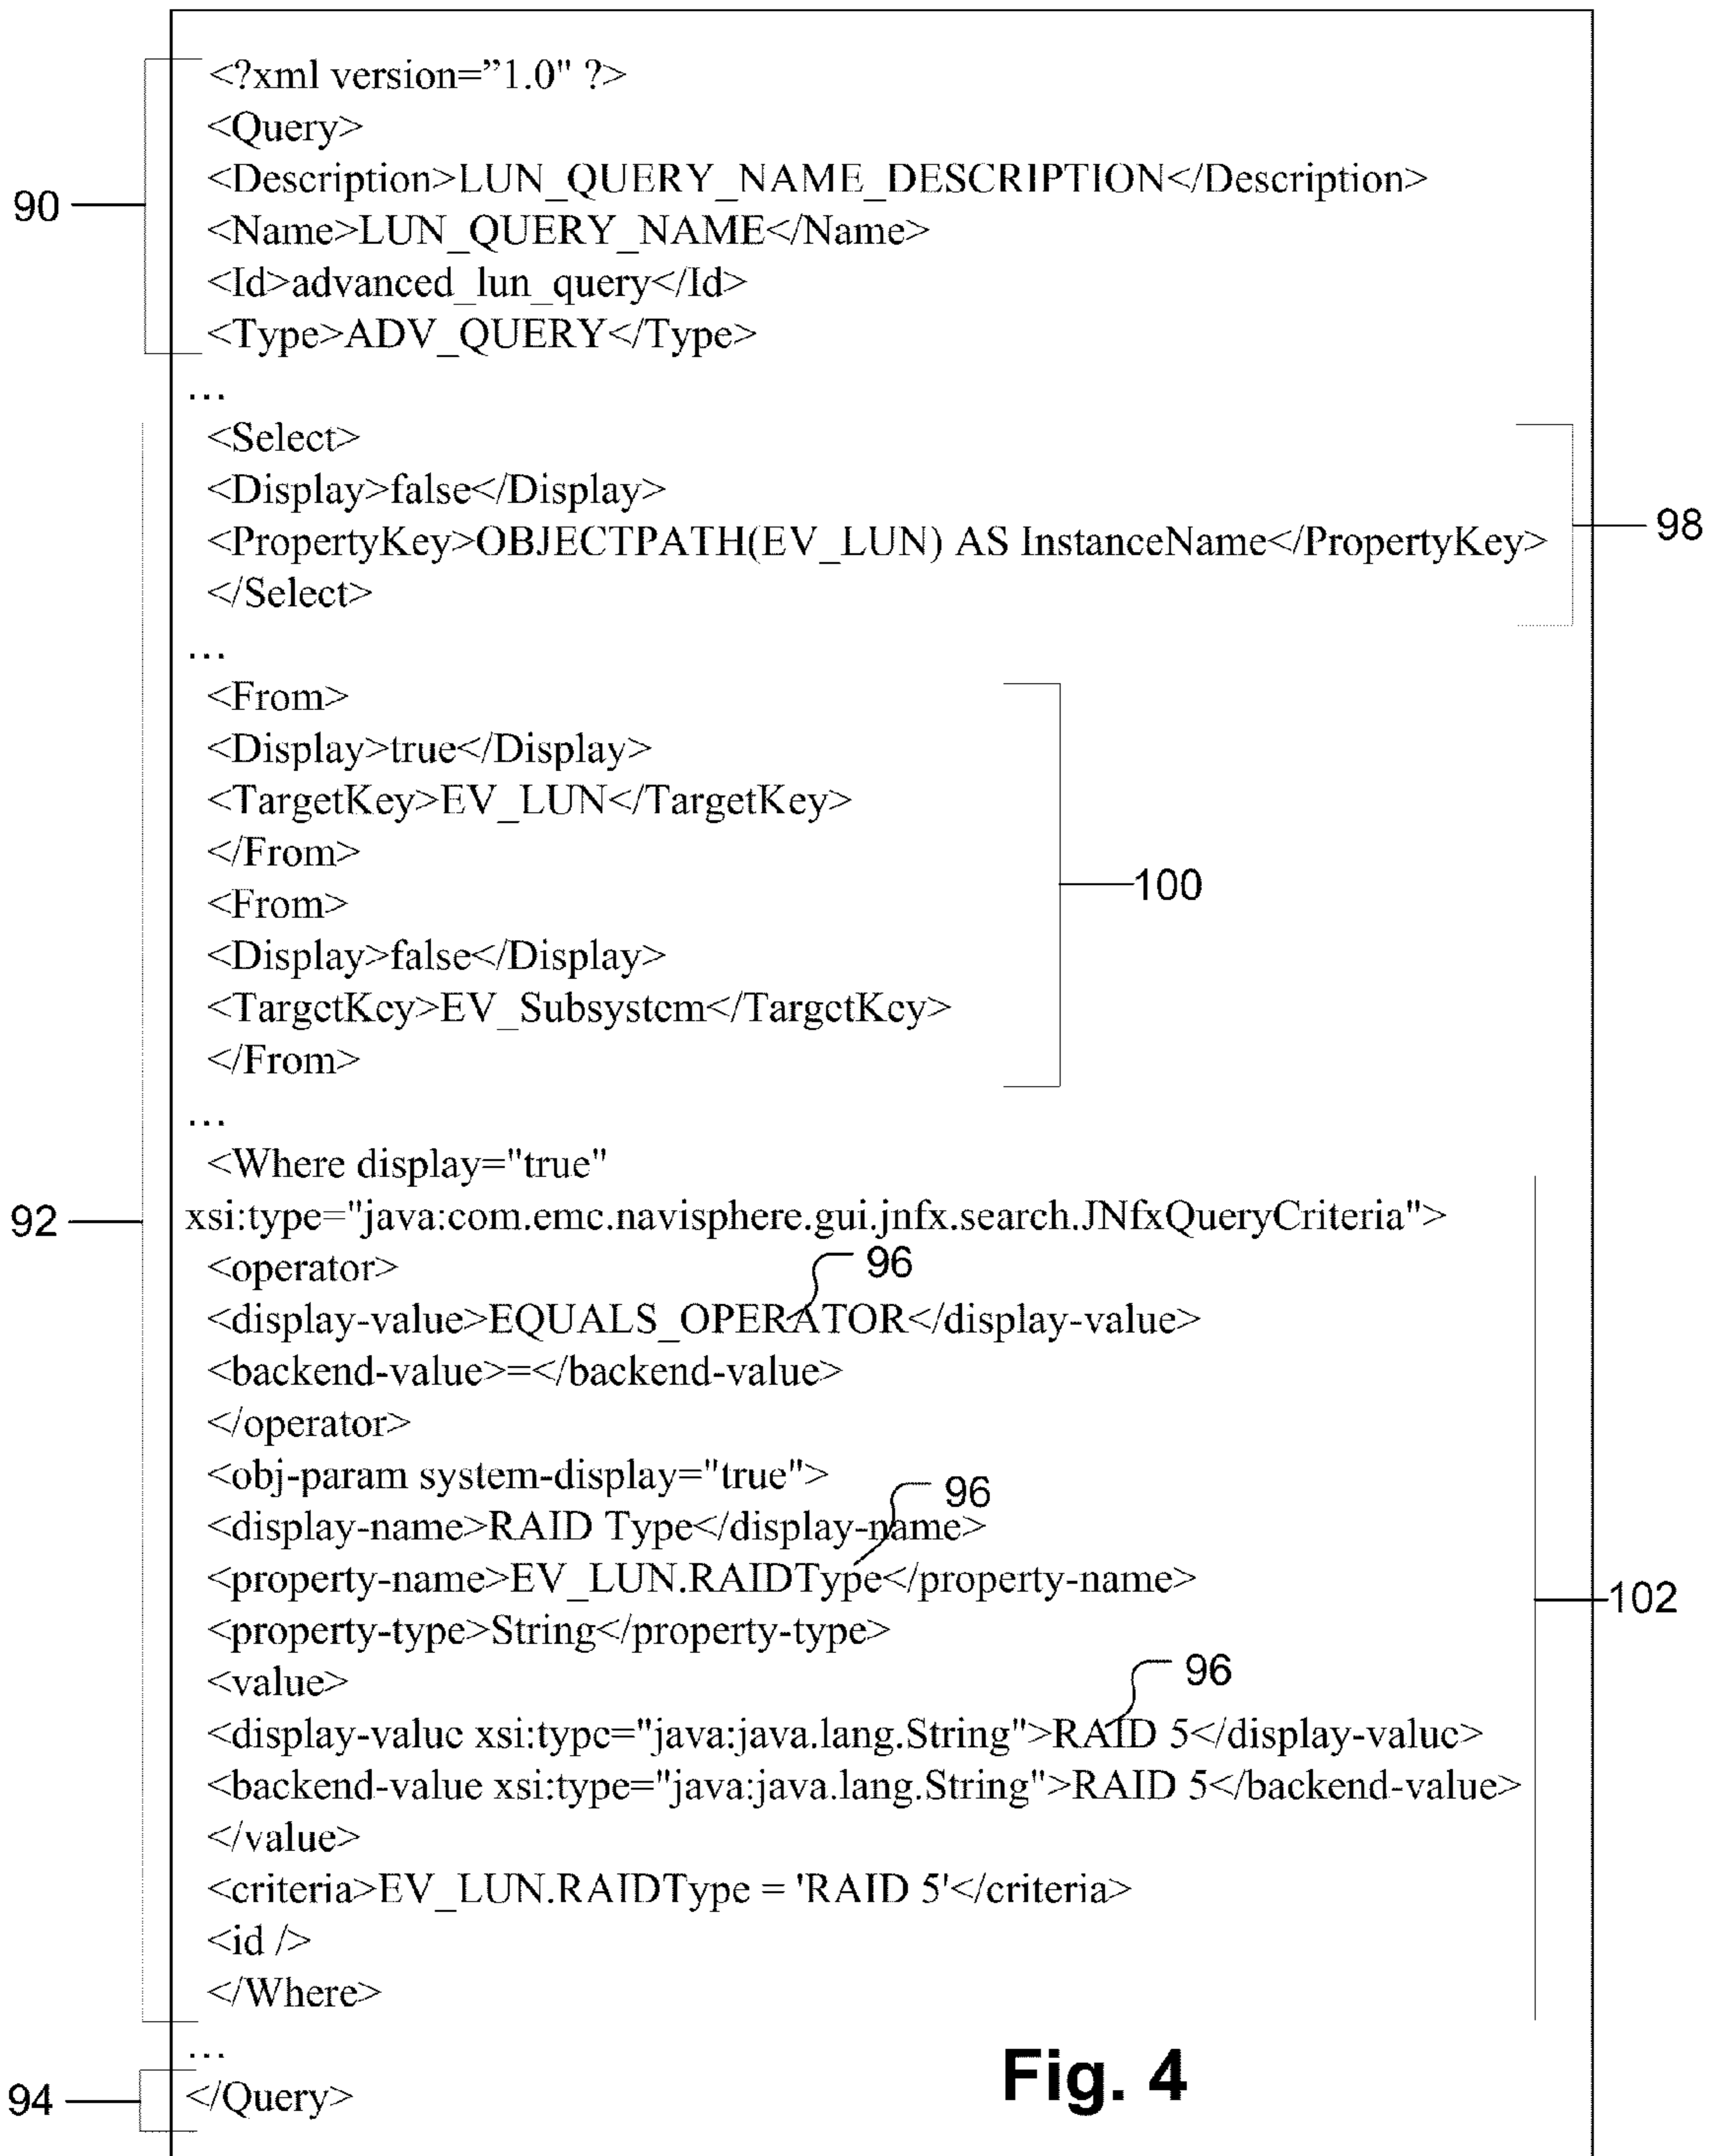 <?xml version=”1.0" ?>
<Query>
<Description>LUN_QUERY_NAME_DESCRIPTION</Description>
90
<Name>LUN_QUERY_NAME</Name>
<Id>advanced_lun_query</Id>
<Type>ADV_QUERY</Type>
...
<Select>
<Display>false</Display>
98
<PropertyKey>OBJECTPATH(EV_LUN) AS InstanceName</PropertyKey>
</Select>
...
<From>
<Display>true</Display>
<TargetKey>EV_LUN</TargetKey>
</From>
100
<From>
<Display>false</Display>
<TargetKey>EV_Subsystem</TargetKey>
</From>
...
<Where display="true"
92
xsi:type="java:com.emc.navisphere.gui.jnfx.search.JNfxQueryCriteria">
<operator>
96
<display-value>EQUALS_OPERATOR</display-value>
<backend-value>=</backend-value>
</operator>
<obj-param system-display="true">
96
<display-name>RAID Type</display-name>
<property-name>EV_LUN.RAIDType</property-name>
102
<property-type>String</property-type>
<value>
96
<display-value xsi:type="java:java.lang.String">RAID 5</display-value>
<backend-value xsi:type="java:java.lang.String">RAID 5</backend-value>
</value>
<criteria>EV_LUN.RAIDType = 'RAID 5'</criteria>
<id />
</Where>
...
94
</Query>
Fig. 4